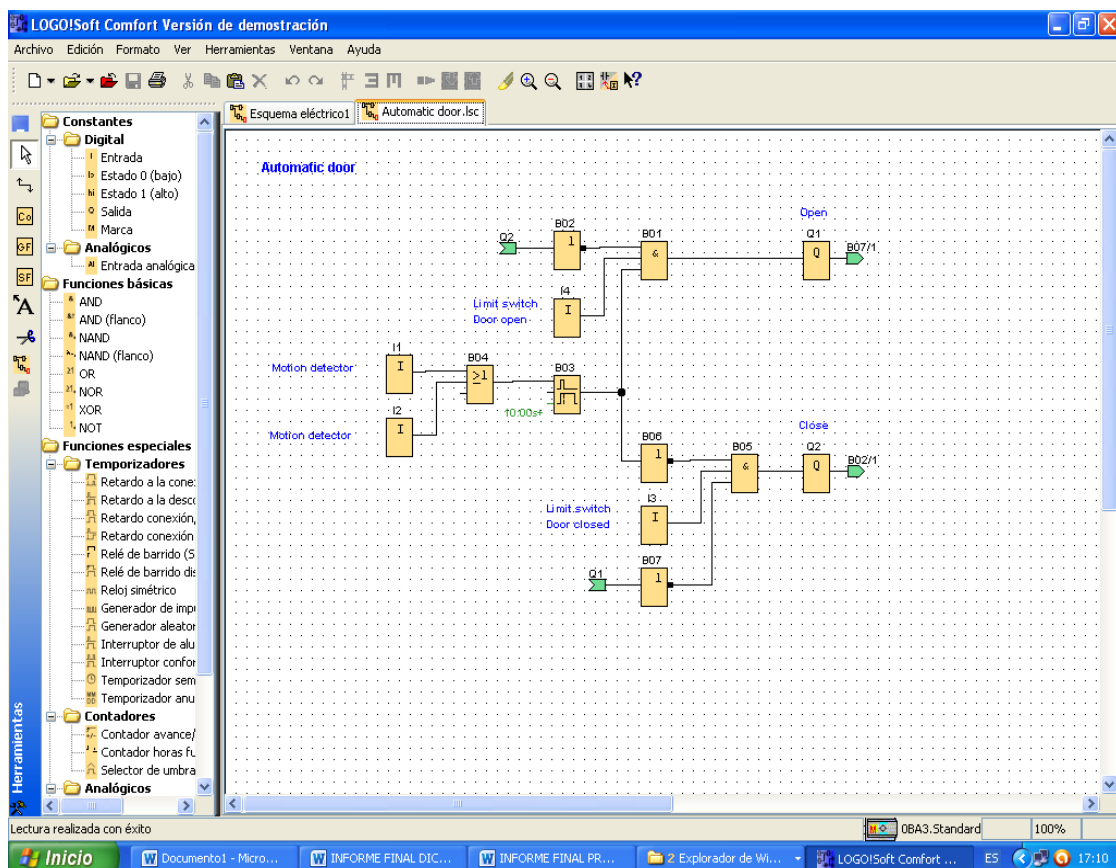 LOGO!Soft Comfort Versión de demostración
Archivo Edición Formato Ver Herramientas Ventana Ayuda
Esquema eléctrico1 Automatic door.lsc
Constantes
Digital
Entrada
Estado 0 (bajo)
Estado 1 (alto)
Salida
Marca
Analógicos
Entrada analógica
Funciones básicas
AND
AND (flanco)
NAND
NAND (flanco)
OR
NOR
XOR
NOT
Funciones especiales
Temporizadores
Retardo a la cone
Retardo a la desco
Retardo conexión,
Retardo conexión
Relé de barrido (S
Relé de barrido dis
Reloj simétrico
Generador de impu
Generador aleator
Interruptor de alu
Interruptor confor
Temporizador sem
Temporizador anu
Contadores
Contador avance/
Contador horas fu
Selector de umbra
Analógicos
Co
GF
SF
A
Herramientas
Automatic door
Open
Q2 B02 B01 Q1 B07/1
1 & Q
Limit switch
Door open
I4
I
Motion detector
I1
I
B04
≥1
B03
10:00s+
Motion detector
I2
I
Close
B06 B05 Q2 B02/1
1 & Q
Limit switch
Door closed
I3
I
Q1 B07
1
Lectura realizada con éxito
0BA3.Standard 100%
Inicio Documento1 - Micro... INFORME FINAL DIC... INFORME FINAL PR... 2 Explorador de Wi... LOGO!Soft Comfort ... ES 17:10